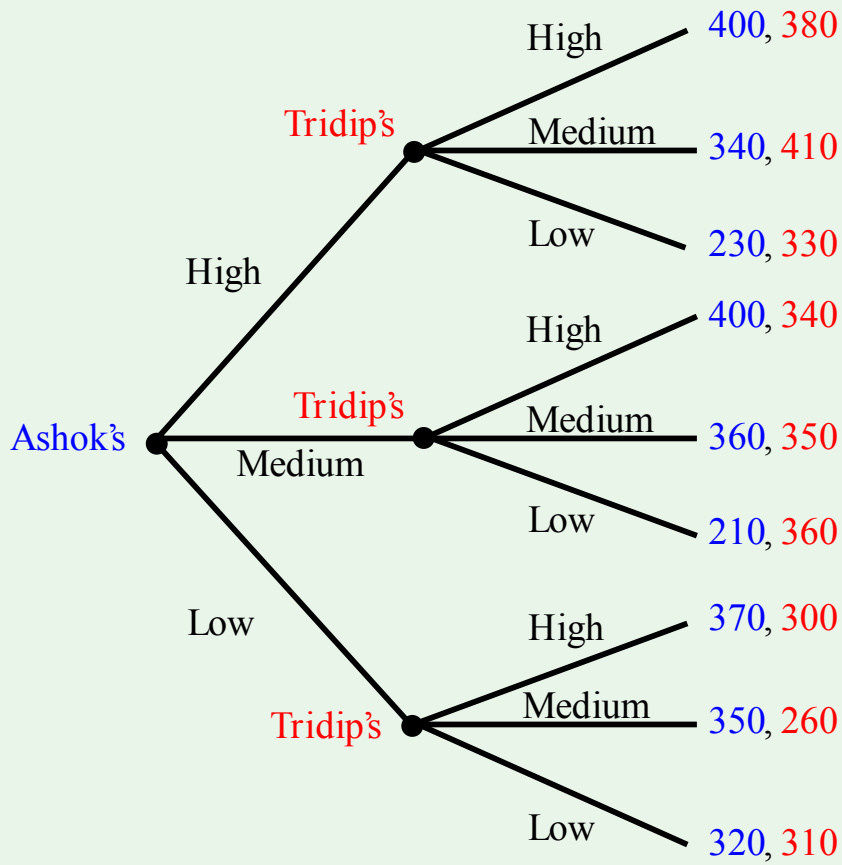 High
400, 380
Tridip's
Medium
340, 410
Low
230, 330
High
High
400, 340
Tridip's
Ashok's
Medium
Medium
360, 350
Low
210, 360
Low
High
370, 300
Tridip's
Medium
350, 260
Low
320, 310